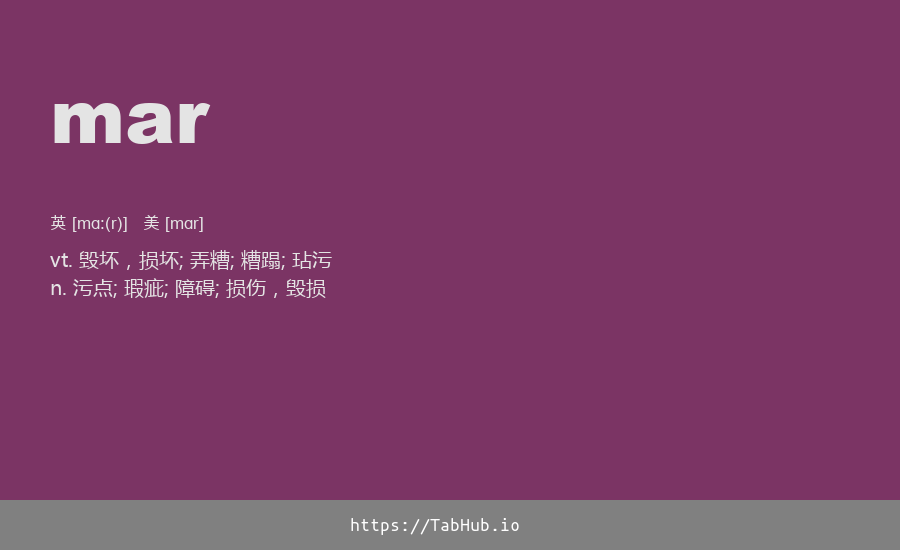 mar
英 [mɑː(r)] 美 [mɑr]
vt. 毁坏，损坏; 弄糟; 糟蹋; 玷污
n. 污点; 瑕疵; 障碍; 损伤，毁损
https://TabHub.io